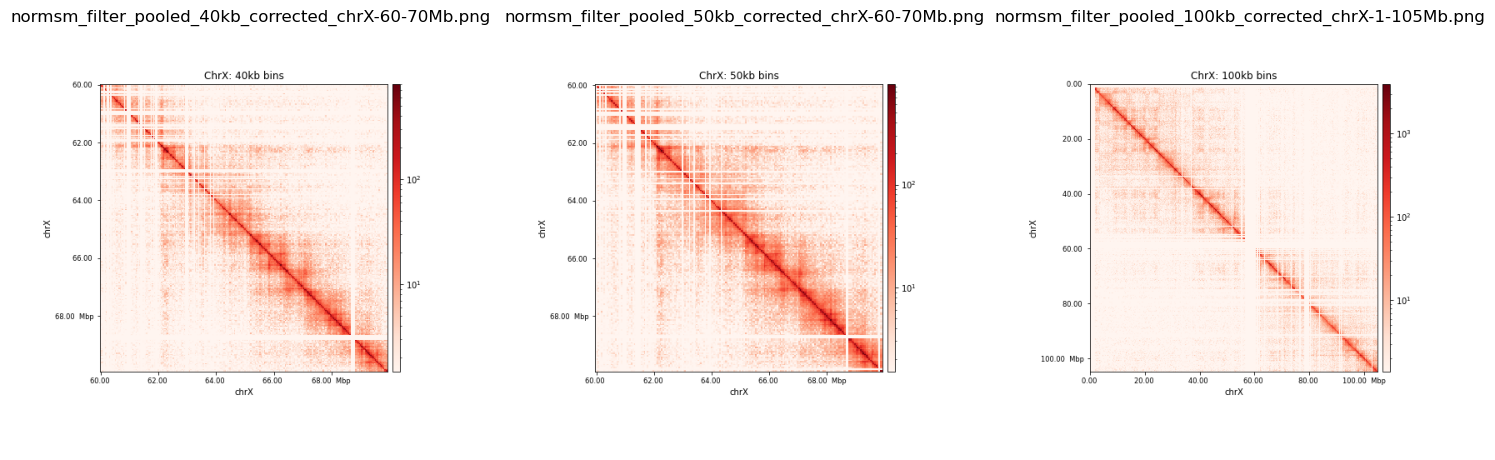 normsm_filter_pooled_40kb_corrected_chrX-60-70Mb.png normsm_filter_pooled_50kb_corrected_chrX-60-70Mb.png normsm_filter_pooled_100kb_corrected_chrX-1-105Mb.png
ChrX: 40kb bins
60.00
62.00
64.00
66.00
68.00 Mbp
chrX
60.00 62.00 64.00 66.00 68.00 Mbp
chrX
10²
10¹
ChrX: 50kb bins
60.00
62.00
64.00
66.00
68.00 Mbp
chrX
60.00 62.00 64.00 66.00 68.00 Mbp
chrX
10²
10¹
ChrX: 100kb bins
0.00
20.00
40.00
60.00
80.00
100.00 Mbp
chrX
0.00 20.00 40.00 60.00 80.00 100.00 Mbp
chrX
10³
10²
10¹